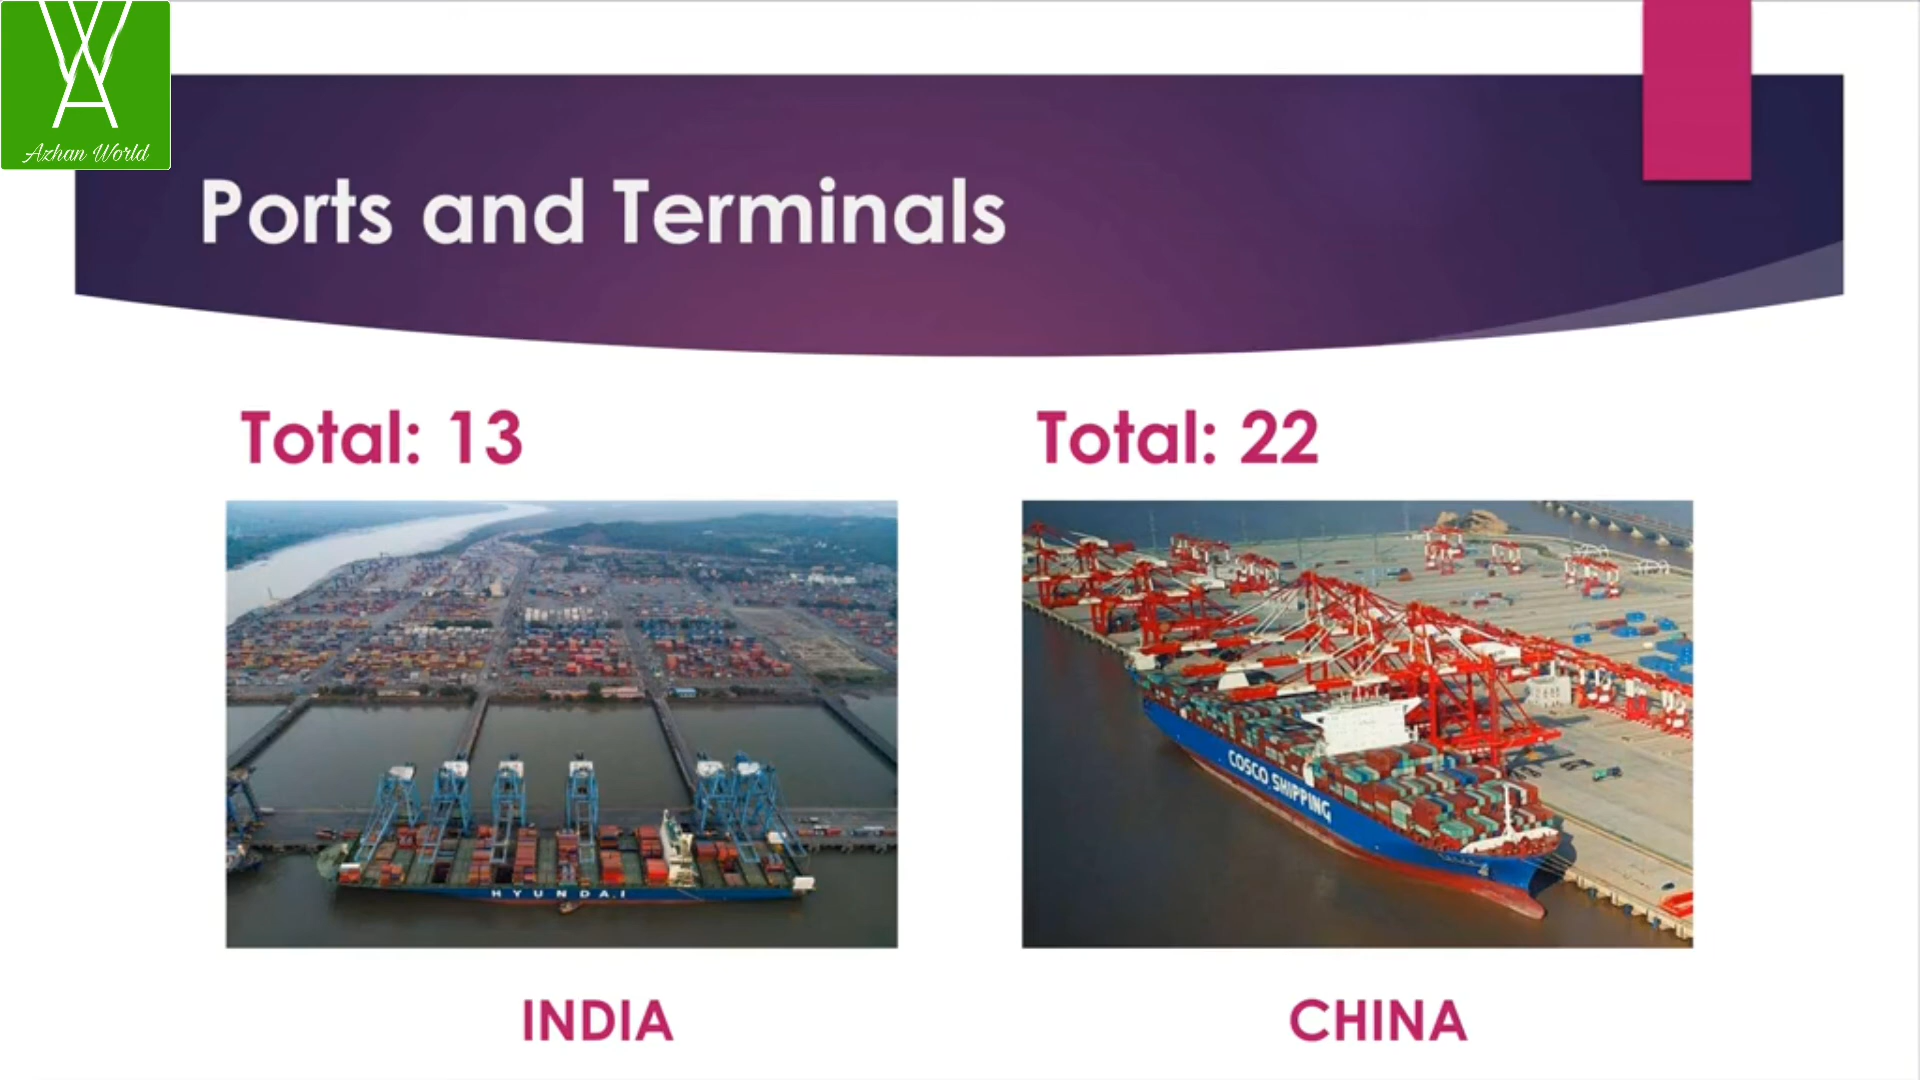 Azhan World
Ports and Terminals
Total: 13
Total: 22
HYUNDAI
COSCO SHIPPING
INDIA
CHINA